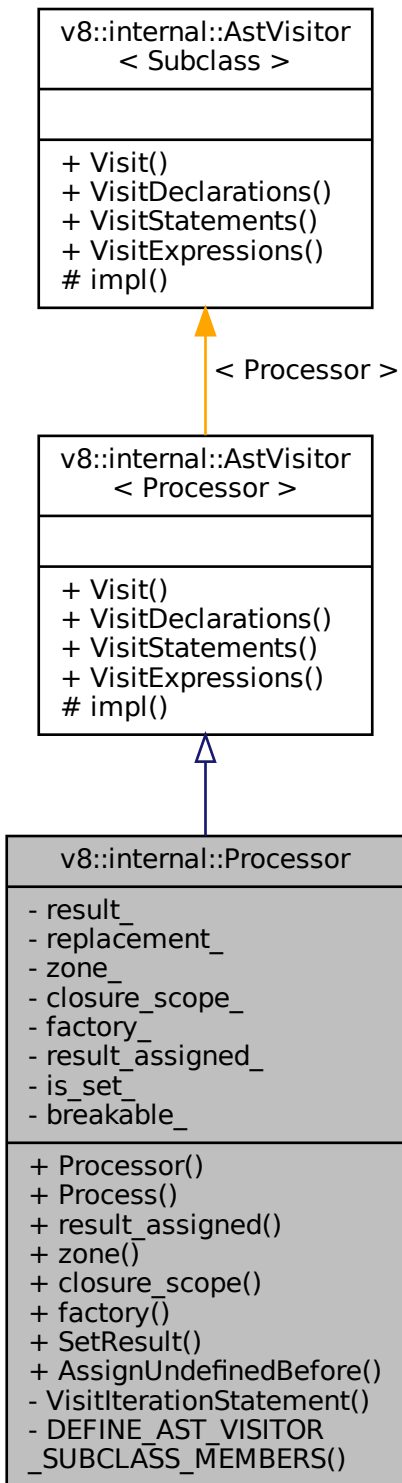 v8::internal::AstVisitor
< Subclass >
+ Visit()
+ VisitDeclarations()
+ VisitStatements()
+ VisitExpressions()
# impl()
< Processor >
v8::internal::AstVisitor
< Processor >
+ Visit()
+ VisitDeclarations()
+ VisitStatements()
+ VisitExpressions()
# impl()
v8::internal::Processor
- result_
- replacement_
- zone_
- closure_scope_
- factory_
- result_assigned_
- is_set_
- breakable_
+ Processor()
+ Process()
+ result_assigned()
+ zone()
+ closure_scope()
+ factory()
+ SetResult()
+ AssignUndefinedBefore()
- VisitIterationStatement()
- DEFINE_AST_VISITOR
_SUBCLASS_MEMBERS()